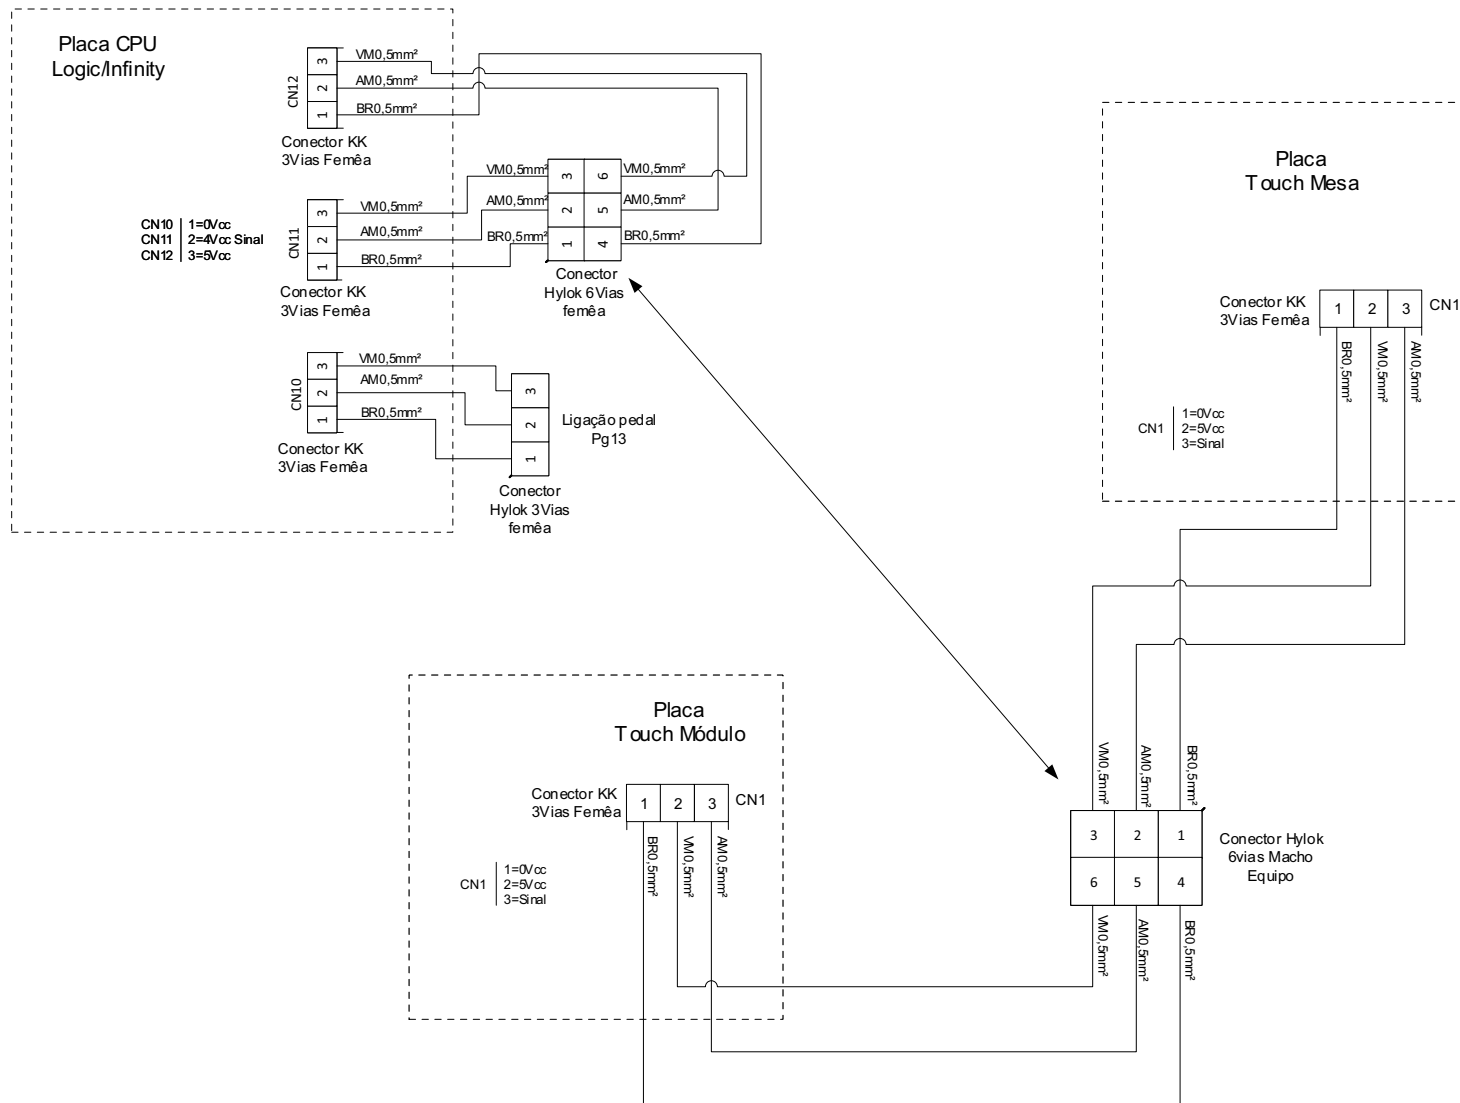 Placa CPU
Logic/Infinity
3
2
1
CN12
VM0,5mm²
AM0,5mm²
BR0,5mm²
Conector KK
3Vias Femêa
CN10 | 1=0Vcc
CN11 | 2=4Vcc Sinal
CN12 | 3=5Vcc
3
2
1
CN11
VM0,5mm²
AM0,5mm²
BR0,5mm²
Conector KK
3Vias Femêa
VM0,5mm²
AM0,5mm²
BR0,5mm²
3 6
2 5
1 4
VM0,5mm²
AM0,5mm²
BR0,5mm²
Conector
Hylok 6Vias
femêa
3
2
1
CN10
VM0,5mm²
AM0,5mm²
BR0,5mm²
Conector KK
3Vias Femêa
3
2
1
Ligação pedal
Pg13
Conector
Hylok 3Vias
femêa
Placa
Touch Mesa
Conector KK
3Vias Femêa
1 2 3
CN1
BR0,5mm²
VM0,5mm²
AM0,5mm²
CN1
1=0Vcc
2=5Vcc
3=Sinal
Placa
Touch Módulo
Conector KK
3Vias Femêa
1 2 3
CN1
BR0,5mm²
VM0,5mm²
AM0,5mm²
CN1
1=0Vcc
2=5Vcc
3=Sinal
VM0,5mm²
AM0,5mm²
BR0,5mm²
3 2 1
6 5 4
Conector Hylok
6vias Macho
Equipo
VM0,5mm²
AM0,5mm²
BR0,5mm²